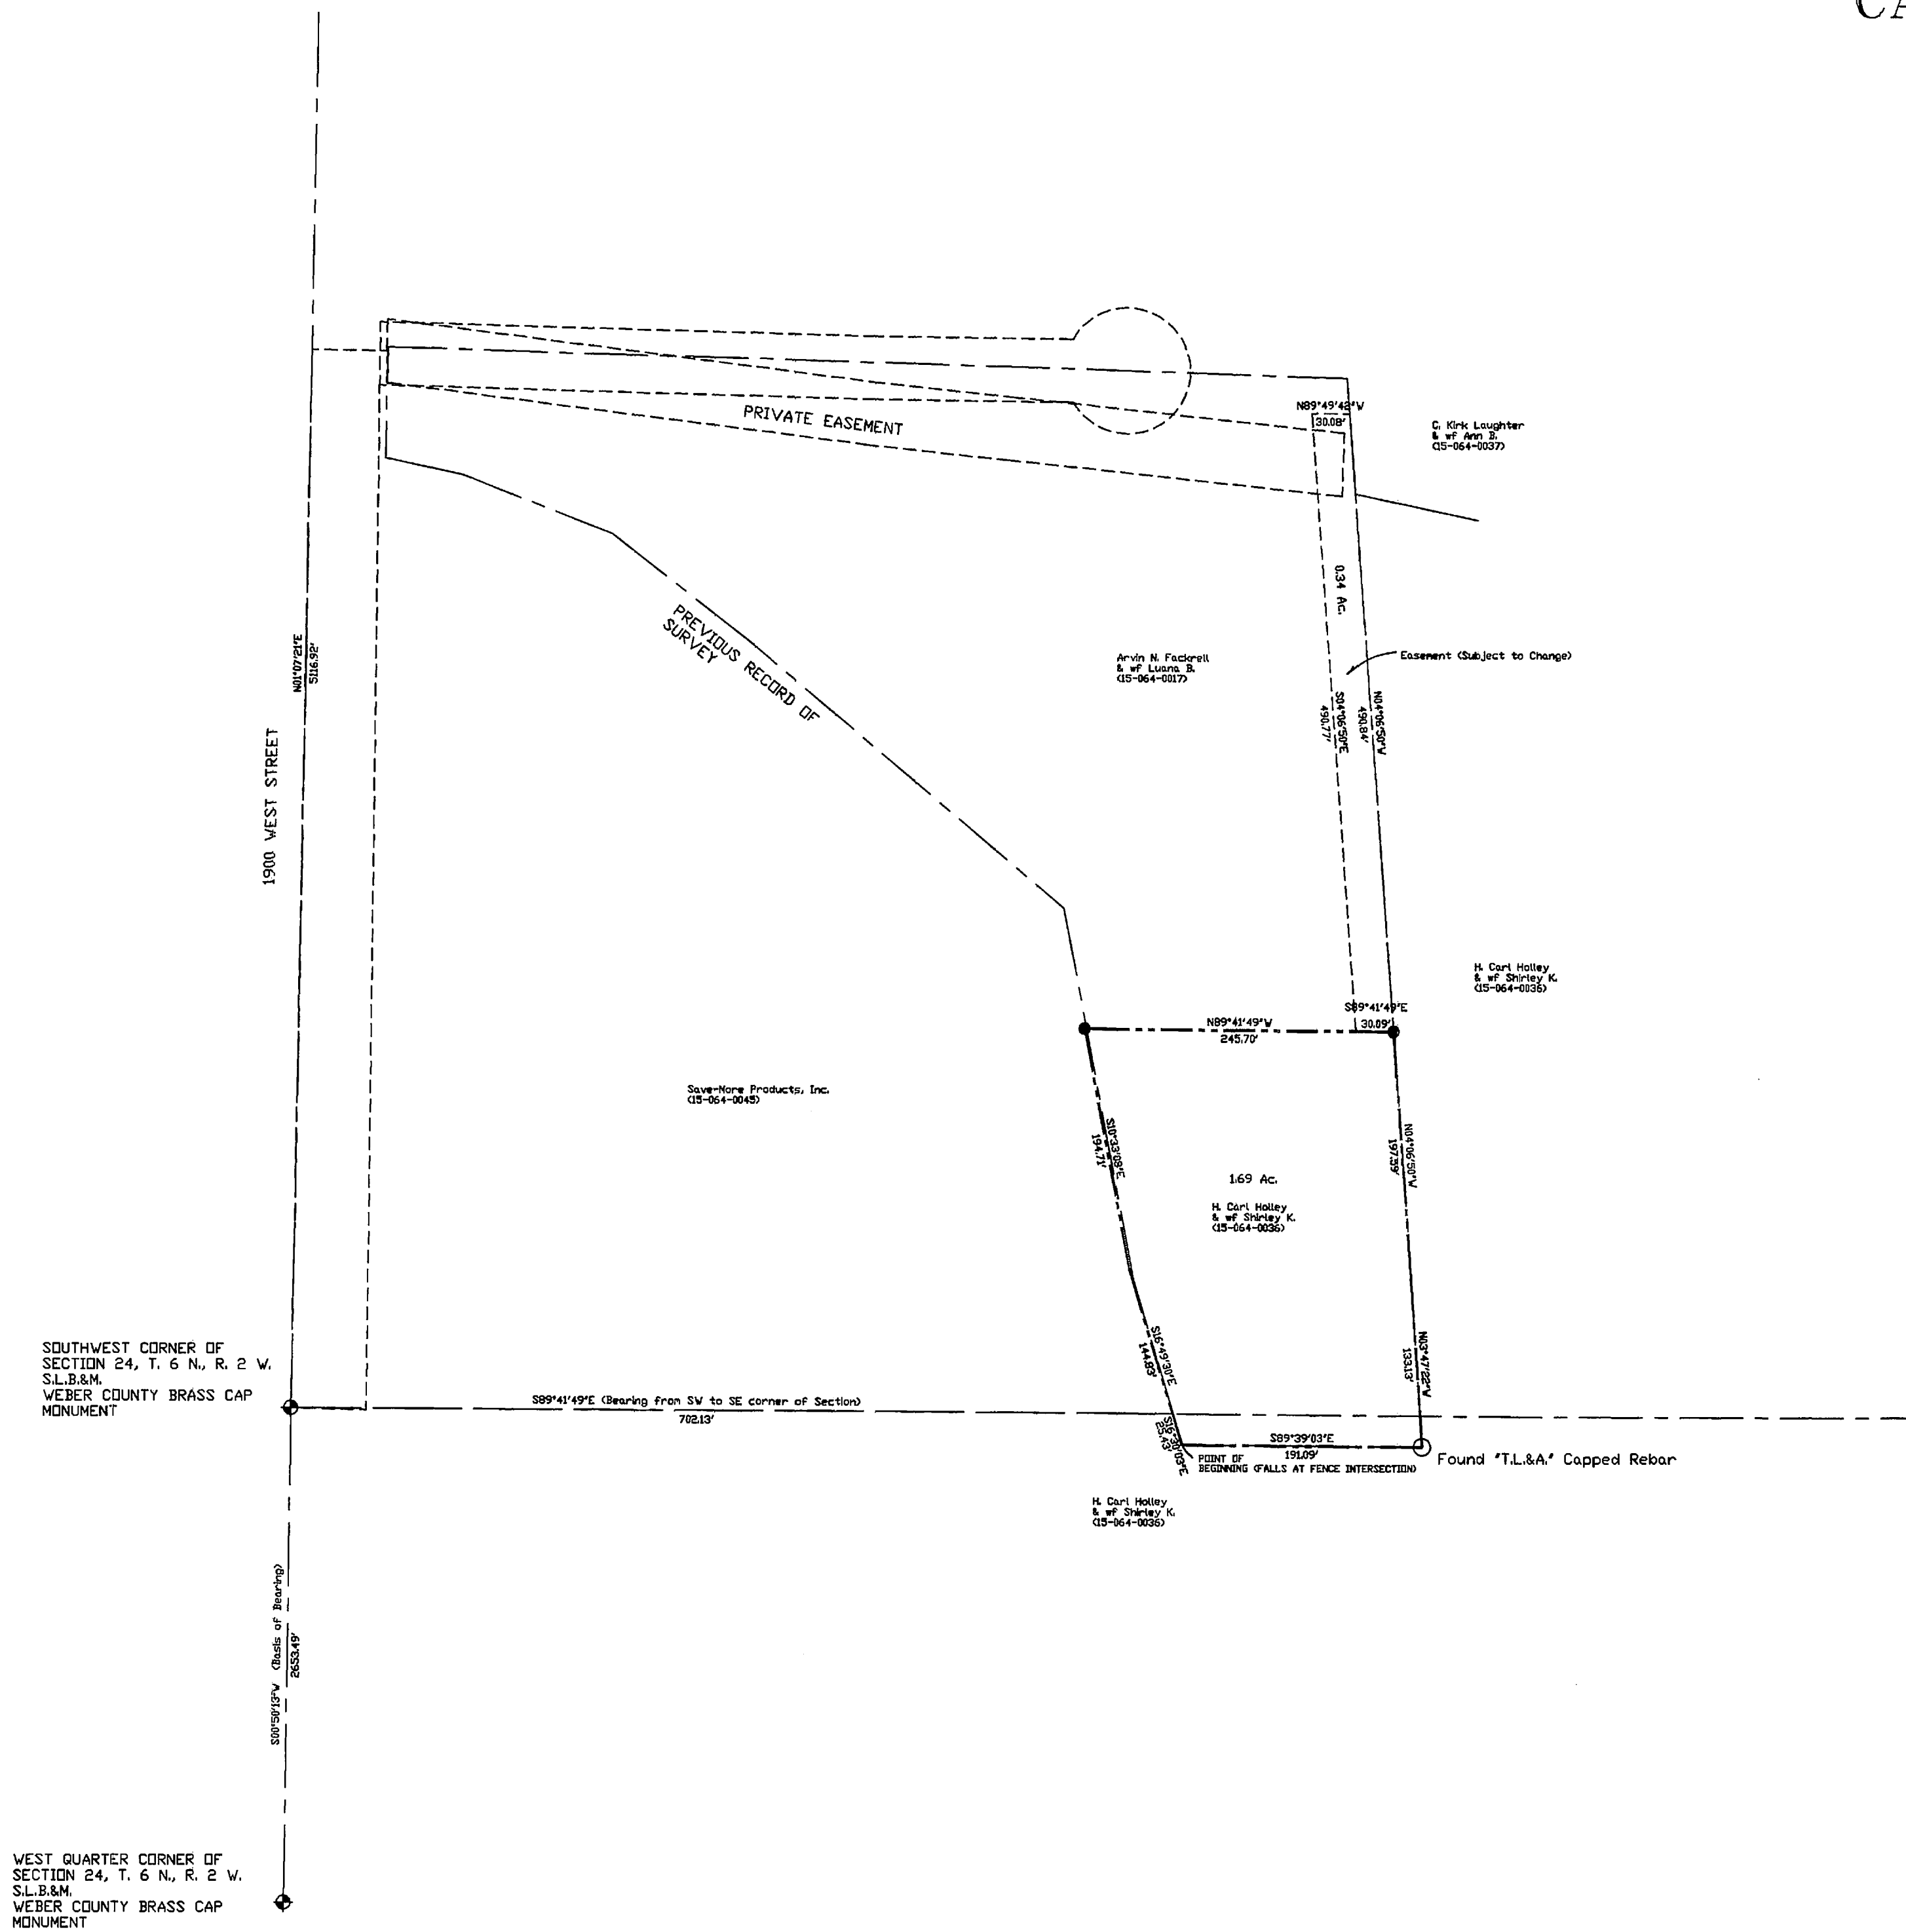 CA
N89°49'42"W
30.08'
C. Kirk Laughter
& wf Ann B.
(15-064-0037)
PRIVATE EASEMENT
0.34 Ac.
PREVIOUS RECORD OF
SURVEY
N01°07'21"E
5116.92'
Arvin N. Fackrell
& wf Luana B.
(15-064-0017)
Easement (Subject to Change)
S04°06'50"E
490.77'
N04°06'50"W
490.84'
1900 WEST STREET
H. Carl Holley
& wf Shirley K.
(15-064-0036)
S89°41'49"E
30.09'
N89°41'49"W
245.70'
Save-More Products, Inc.
(15-064-0045)
S10°33'08"E
194.71'
N04°06'50"W
197.59'
1.69 Ac.
H. Carl Holley
& wf Shirley K.
(15-064-0036)
SOUTHWEST CORNER OF
SECTION 24, T. 6 N., R. 2 W.
S.L.B.&M.
WEBER COUNTY BRASS CAP
MONUMENT
S16°49'30"E
144.83'
N03°47'22"W
133.13'
S89°41'49"E (Bearing from SW to SE corner of Section)
702.13'
S16°30'03"E
25.43'
S89°39'03"E
191.09'
POINT OF
BEGINNING (FALLS AT FENCE INTERSECTION)
Found "T.L.&A." Capped Rebar
H. Carl Holley
& wf Shirley K.
(15-064-0036)
S00°50'13"W (Basis of Bearing)
2653.49'
WEST QUARTER CORNER OF
SECTION 24, T. 6 N., R. 2 W.
S.L.B.&M.
WEBER COUNTY BRASS CAP
MONUMENT